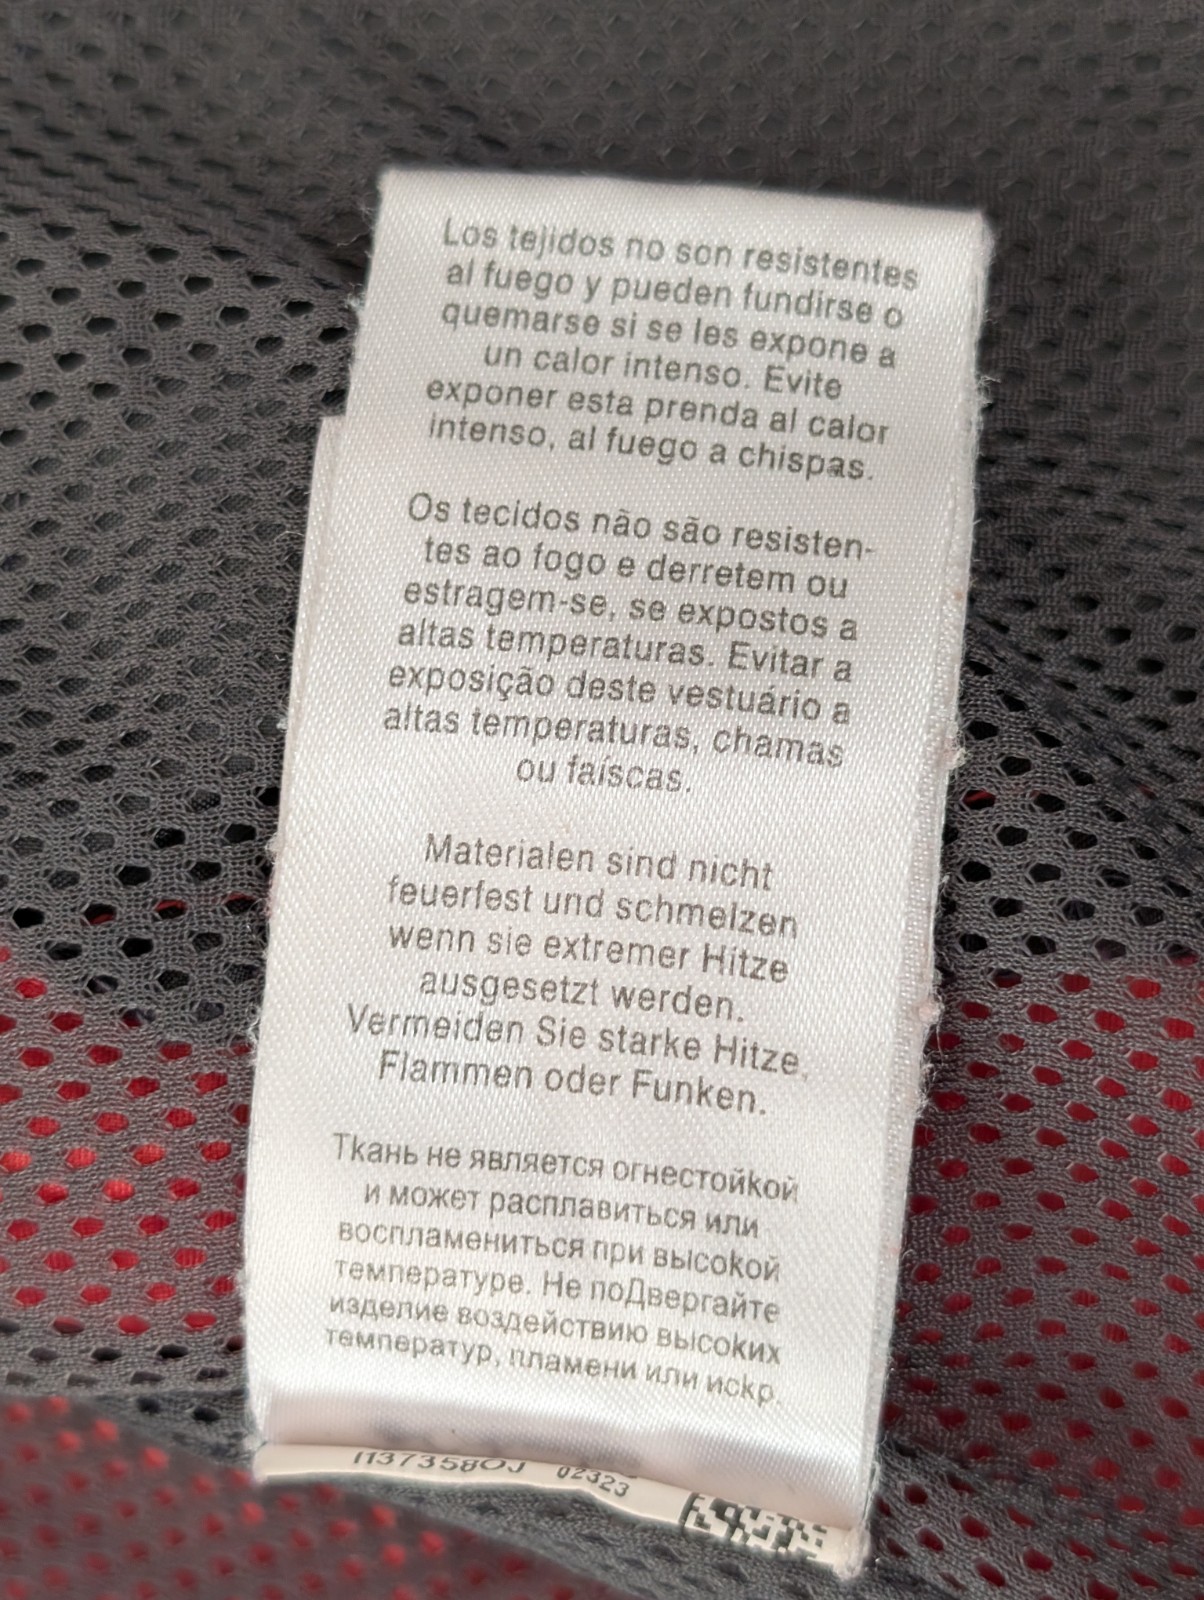 Los tejidos no son resistentes
al fuego y pueden fundirse o
quemarse si se les expone a
un calor intenso. Evite
exponer esta prenda al calor
intenso, al fuego a chispas.
Os tecidos não são resisten-
tes ao fogo e derretem ou
estragem-se, se expostos a
altas temperaturas. Evitar a
exposição deste vestuário a
altas temperaturas, chamas
ou faíscas.
Materialen sind nicht
feuerfest und schmelzen
wenn sie extremer Hitze
ausgesetzt werden.
Vermeiden Sie starke Hitze,
Flammen oder Funken.
Ткань не является огнестойкой
и может расплавиться или
воспламениться при высокой
температуре. Не поДвергайте
изделие воздействию высоких
температур, пламени или искр.
02323